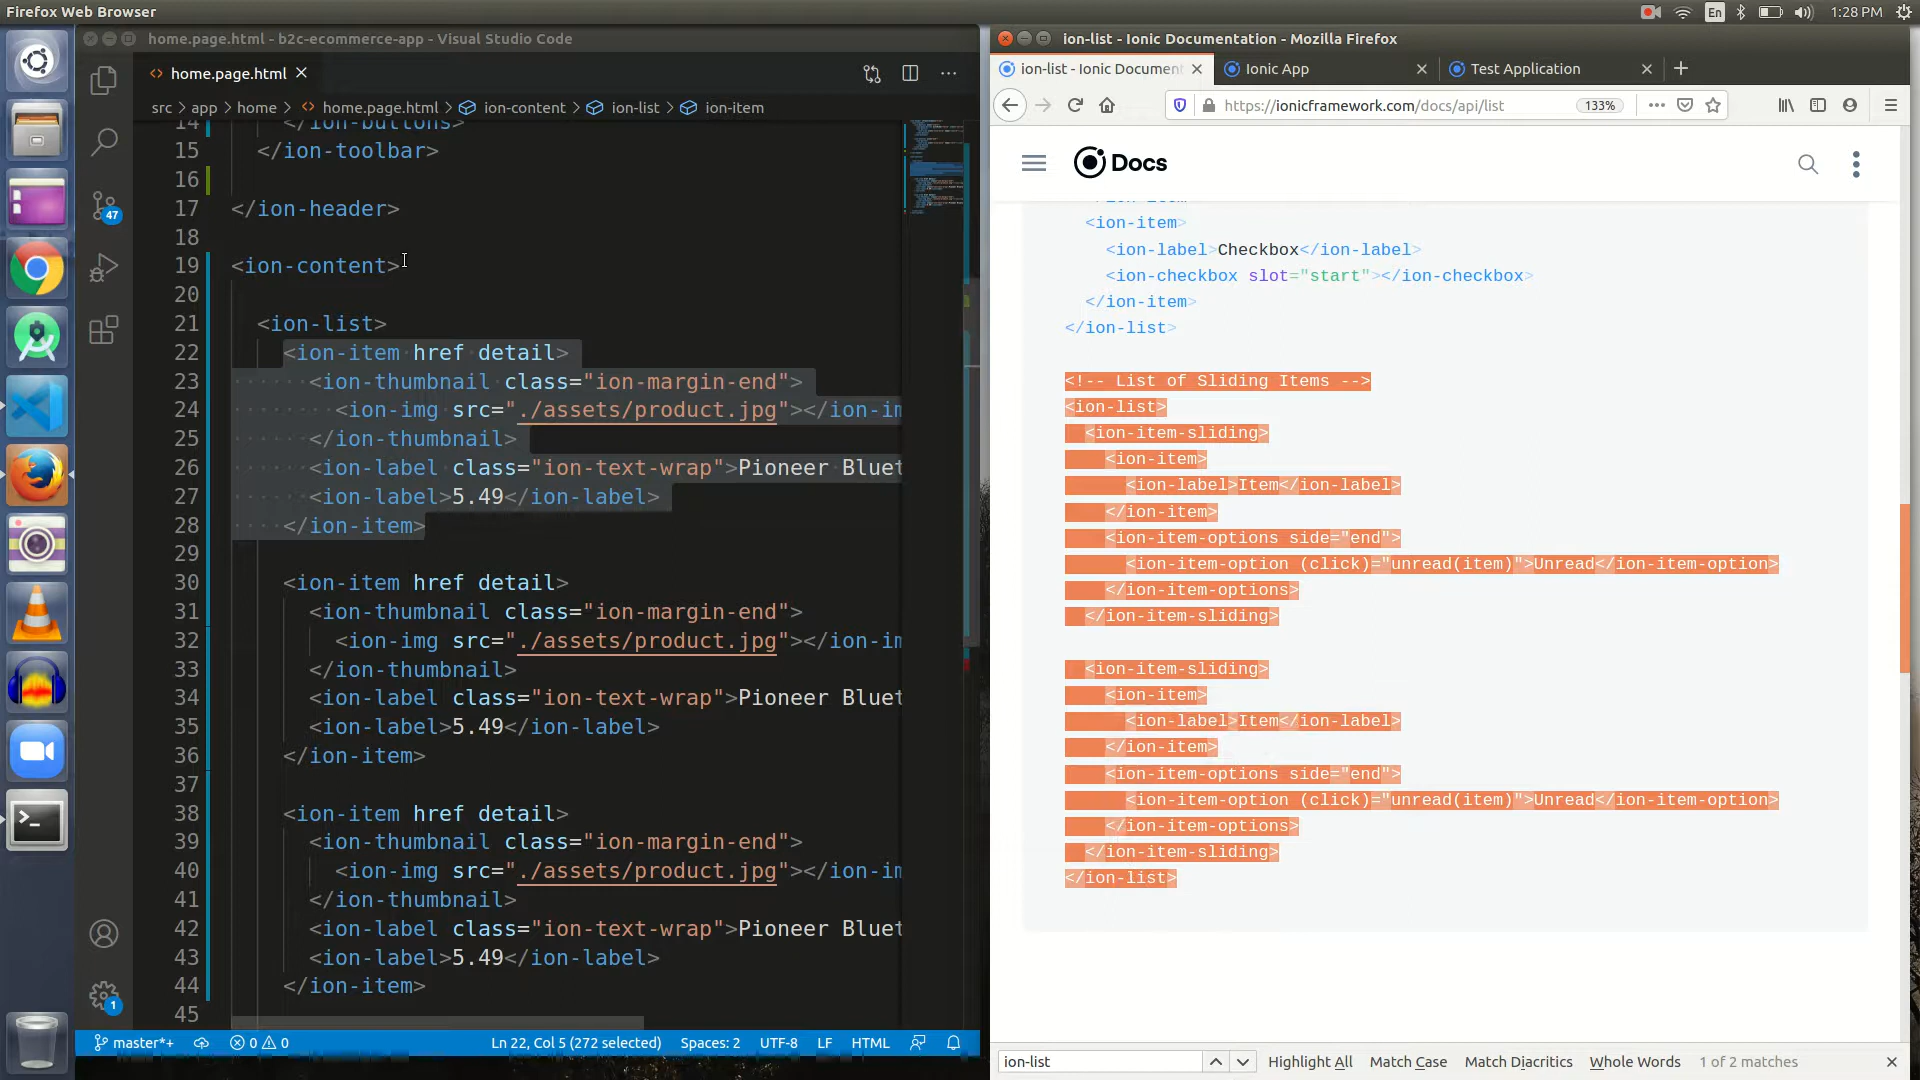 Firefox Web Browser
En
1:28 PM
home.page.html - b2c-ecommerce-app - Visual Studio Code
home.page.html
src > app > home > home.page.html > ion-content > ion-list > ion-item
47
1
14 </ion-buttons>
15 </ion-toolbar>
16
17 </ion-header>
18
19 <ion-content>
20
21 <ion-list>
22 <ion-item href detail>
23 <ion-thumbnail class="ion-margin-end">
24 <ion-img src="./assets/product.jpg"></ion-im
25 </ion-thumbnail>
26 <ion-label class="ion-text-wrap">Pioneer Bluet
27 <ion-label>5.49</ion-label>
28 </ion-item>
29
30 <ion-item href detail>
31 <ion-thumbnail class="ion-margin-end">
32 <ion-img src="./assets/product.jpg"></ion-im
33 </ion-thumbnail>
34 <ion-label class="ion-text-wrap">Pioneer Bluet
35 <ion-label>5.49</ion-label>
36 </ion-item>
37
38 <ion-item href detail>
39 <ion-thumbnail class="ion-margin-end">
40 <ion-img src="./assets/product.jpg"></ion-im
41 </ion-thumbnail>
42 <ion-label class="ion-text-wrap">Pioneer Bluet
43 <ion-label>5.49</ion-label>
44 </ion-item>
45
master*+ 0 0 Ln 22, Col 5 (272 selected) Spaces: 2 UTF-8 LF HTML
ion-list - Ionic Documentation - Mozilla Firefox
ion-list - Ionic Document
Ionic App
Test Application
https://ionicframework.com/docs/api/list
133%
Docs
</ion-item>
<ion-item>
<ion-label>Checkbox</ion-label>
<ion-checkbox slot="start"></ion-checkbox>
</ion-item>
</ion-list>
<!-- List of Sliding Items -->
<ion-list>
<ion-item-sliding>
<ion-item>
<ion-label>Item</ion-label>
</ion-item>
<ion-item-options side="end">
<ion-item-option (click)="unread(item)">Unread</ion-item-option>
</ion-item-options>
</ion-item-sliding>
<ion-item-sliding>
<ion-item>
<ion-label>Item</ion-label>
</ion-item>
<ion-item-options side="end">
<ion-item-option (click)="unread(item)">Unread</ion-item-option>
</ion-item-options>
</ion-item-sliding>
</ion-list>
ion-list Highlight All Match Case Match Diacritics Whole Words 1 of 2 matches